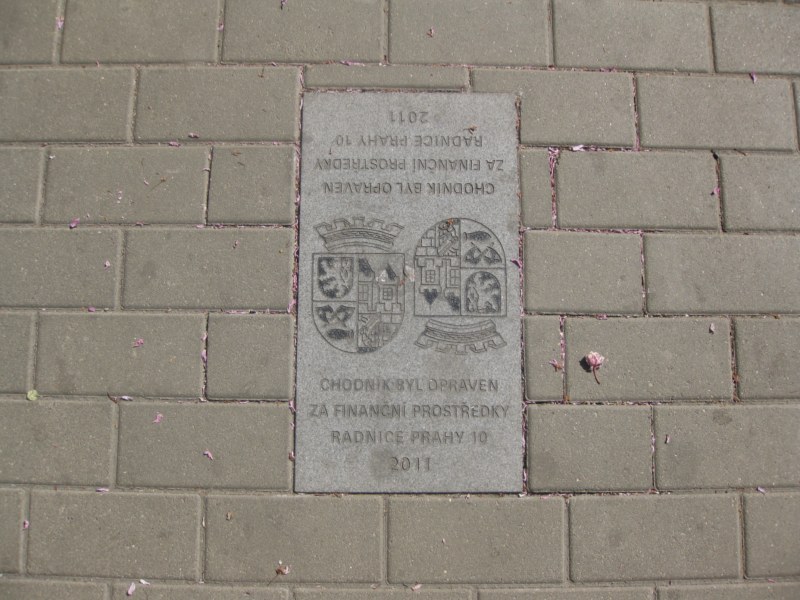 CHODNÍK BYL OPRAVEN
ZA FINANČNÍ PROSTŘEDKY
RADNICE PRAHY 10
2011
CHODNÍK BYL OPRAVEN
ZA FINANČNÍ PROSTŘEDKY
RADNICE PRAHY 10
2011